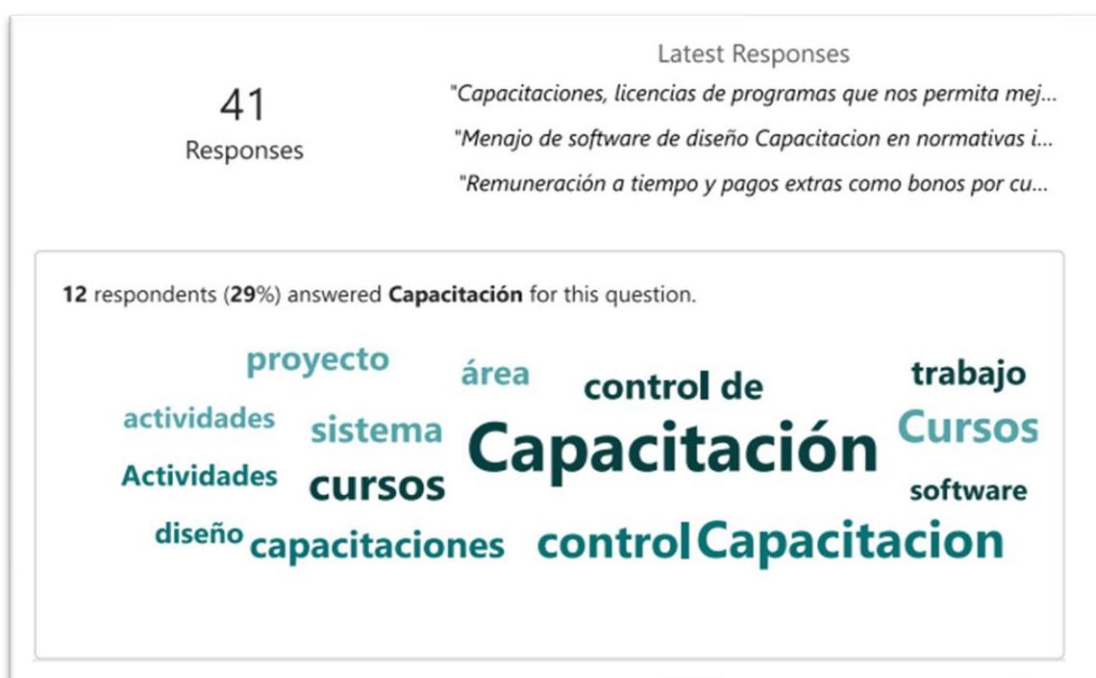 Latest Responses
41
Responses
"Capacitaciones, licencias de programas que nos permita mej...
"Menajo de software de diseño Capacitacion en normativas i...
"Remuneración a tiempo y pagos extras como bonos por cu...
12 respondents (29%) answered Capacitación for this question.
proyecto
área
control de
trabajo
actividades
sistema
Capacitación
Cursos
Actividades
cursos
software
diseño
capacitaciones
control
Capacitacion